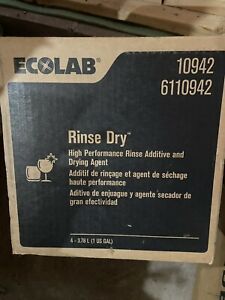 ECOLAB
10942
6110942
Rinse Dry™
High Performance Rinse Additive and
Drying Agent
Additif de rinçage et agent de séchage
haute performance
Aditivo de enjuague y agente secador de
gran efectividad
4 - 3.78 L (1 US GAL)